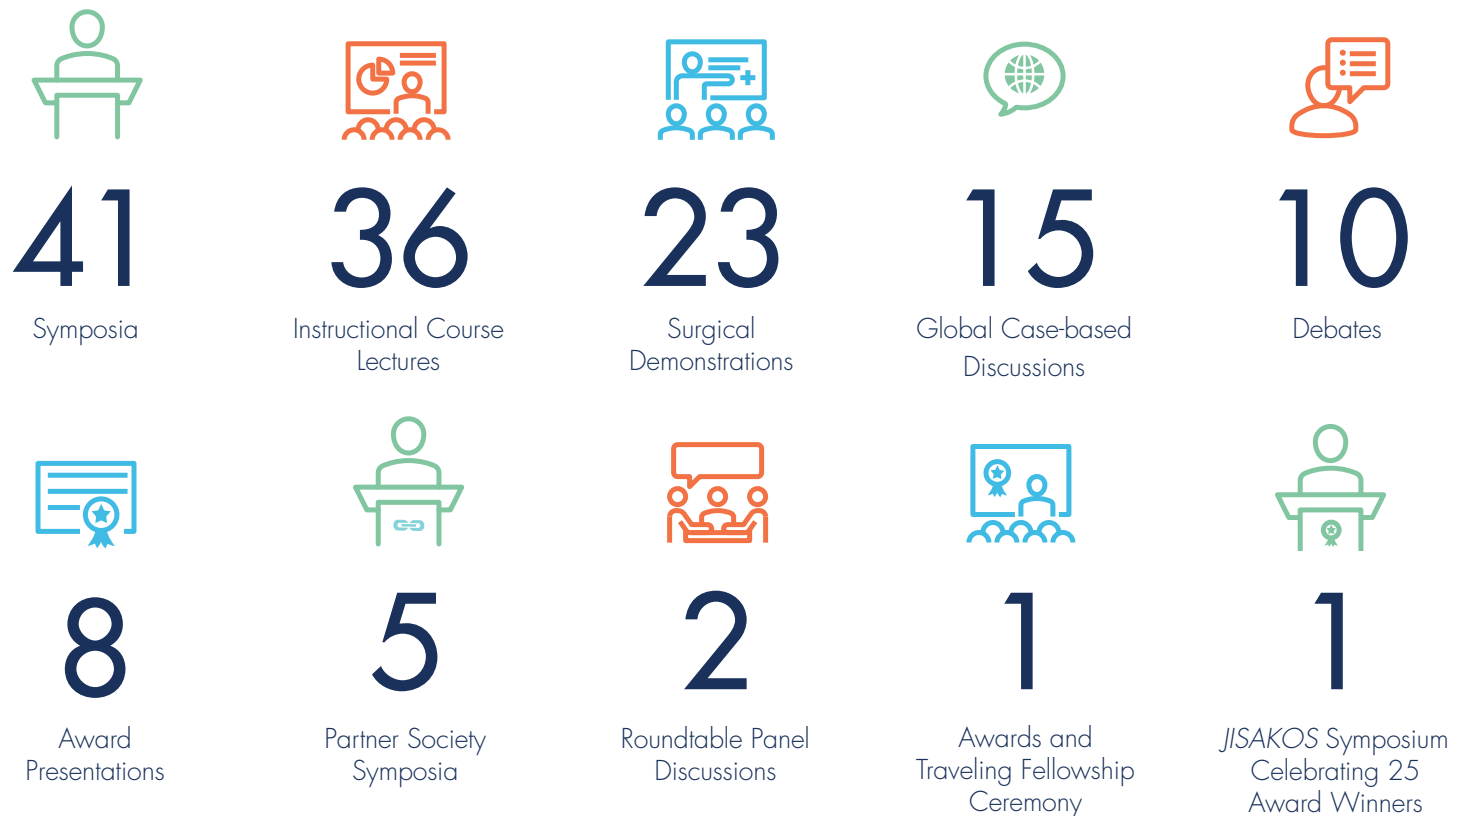 41
Symposia
36
Instructional Course
Lectures
23
Surgical
Demonstrations
15
Global Case-based
Discussions
10
Debates
8
Award
Presentations
5
Partner Society
Symposia
2
Roundtable Panel
Discussions
1
Awards and
Traveling Fellowship
Ceremony
1
JISAKOS Symposium
Celebrating 25
Award Winners